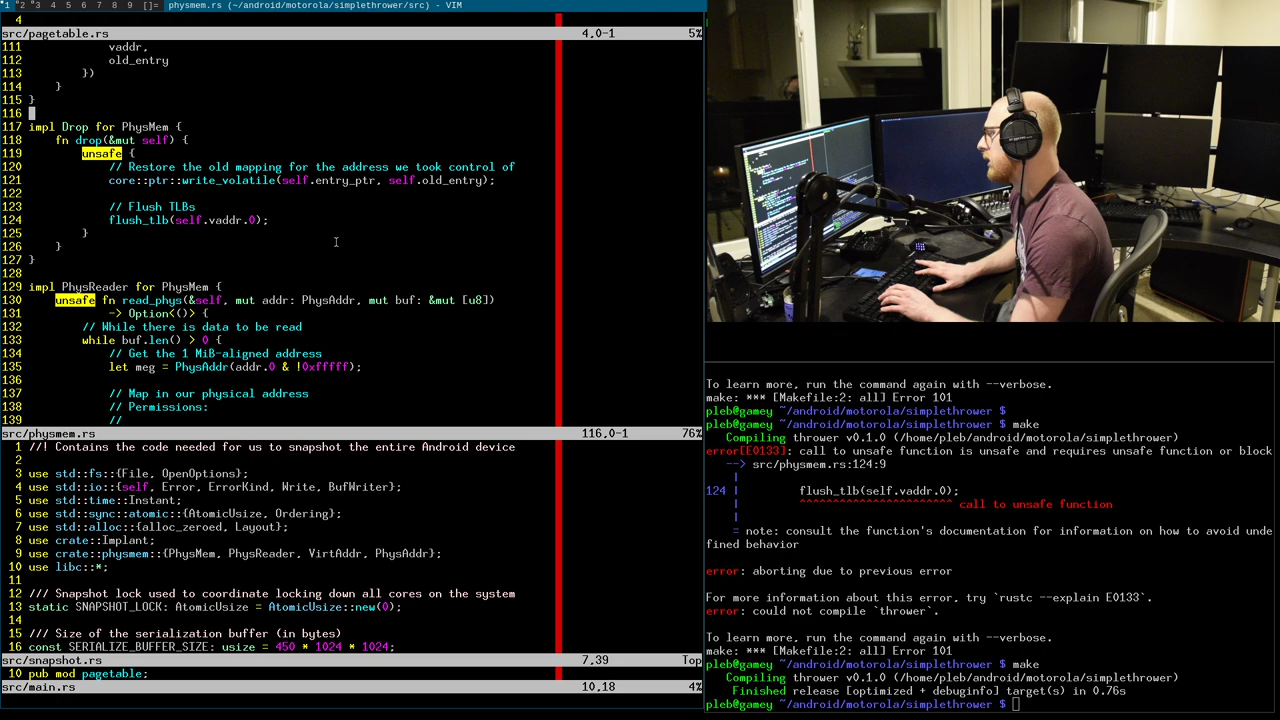 1 2 3 4 5 6 7 8 9 []= physmem.rs (~/android/motorola/simplethrower/src) - VIM
4
src/pagetable.rs 4,0-1 5%
111 vaddr,
112 old_entry
113 })
114 }
115 }
116
117 impl Drop for PhysMem {
118 fn drop(&mut self) {
119 unsafe {
120 // Restore the old mapping for the address we took control of
121 core::ptr::write_volatile(self.entry_ptr, self.old_entry);
122
123 // Flush TLBs
124 flush_tlb(self.vaddr.0);
125 }
126 }
127 }
128
129 impl PhysReader for PhysMem {
130 unsafe fn read_phys(&self, mut addr: PhysAddr, mut buf: &mut [u8])
131 -> Option<()> {
132 // While there is data to be read
133 while buf.len() > 0 {
134 // Get the 1 MiB-aligned address
135 let meg = PhysAddr(addr.0 & !0xfffff);
136
137 // Map in our physical address
138 // Permissions:
139 //
src/physmem.rs 116,0-1 76%
1 //! Contains the code needed for us to snapshot the entire Android device
2
3 use std::fs::{File, OpenOptions};
4 use std::io::{self, Error, ErrorKind, Write, BufWriter};
5 use std::time::Instant;
6 use std::sync::atomic::{AtomicUsize, Ordering};
7 use std::alloc::{alloc_zeroed, Layout};
8 use crate::Implant;
9 use crate::physmem::{PhysMem, PhysReader, VirtAddr, PhysAddr};
10 use libc::*;
11
12 /// Snapshot lock used to coordinate locking down all cores on the system
13 static SNAPSHOT_LOCK: AtomicUsize = AtomicUsize::new(0);
14
15 /// Size of the serialization buffer (in bytes)
16 const SERIALIZE_BUFFER_SIZE: usize = 450 * 1024 * 1024;
src/snapshot.rs 7,39 Top
10 pub mod pagetable;
src/main.rs 10,18 4%
To learn more, run the command again with --verbose.
make: *** [Makefile:2: all] Error 101
pleb@gamey ~/android/motorola/simplethrower $
pleb@gamey ~/android/motorola/simplethrower $ make
Compiling thrower v0.1.0 (/home/pleb/android/motorola/simplethrower)
error[E0133]: call to unsafe function is unsafe and requires unsafe function or block
--> src/physmem.rs:124:9
|
124 | flush_tlb(self.vaddr.0);
| ^^^^^^^^^^^^^^^^^^^^^^^ call to unsafe function
|
= note: consult the function's documentation for information on how to avoid unde
fined behavior
error: aborting due to previous error
For more information about this error, try `rustc --explain E0133`.
error: could not compile `thrower`.
To learn more, run the command again with --verbose.
make: *** [Makefile:2: all] Error 101
pleb@gamey ~/android/motorola/simplethrower $ make
Compiling thrower v0.1.0 (/home/pleb/android/motorola/simplethrower)
Finished release [optimized + debuginfo] target(s) in 0.76s
pleb@gamey ~/android/motorola/simplethrower $